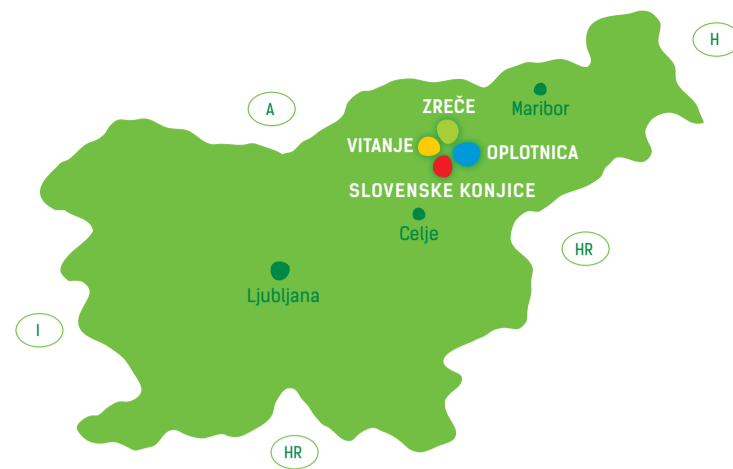 H
A
ZREČE
Maribor
VITANJE
OPLOTNICA
SLOVENSKE KONJICE
Celje
HR
Ljubljana
I
HR